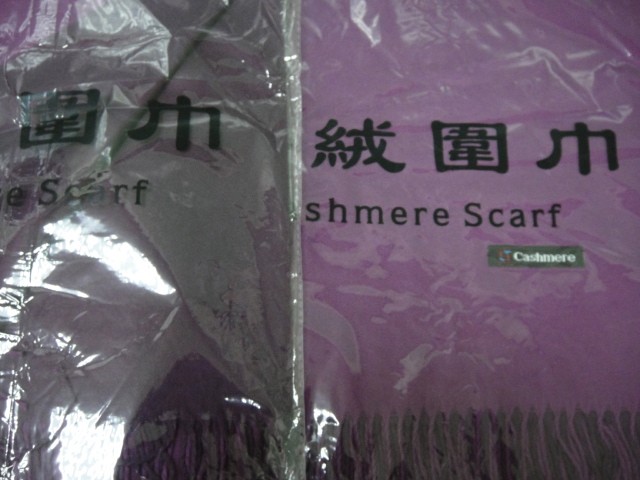 圍巾
e Scarf
絨圍巾
shmere Scarf
Cashmere